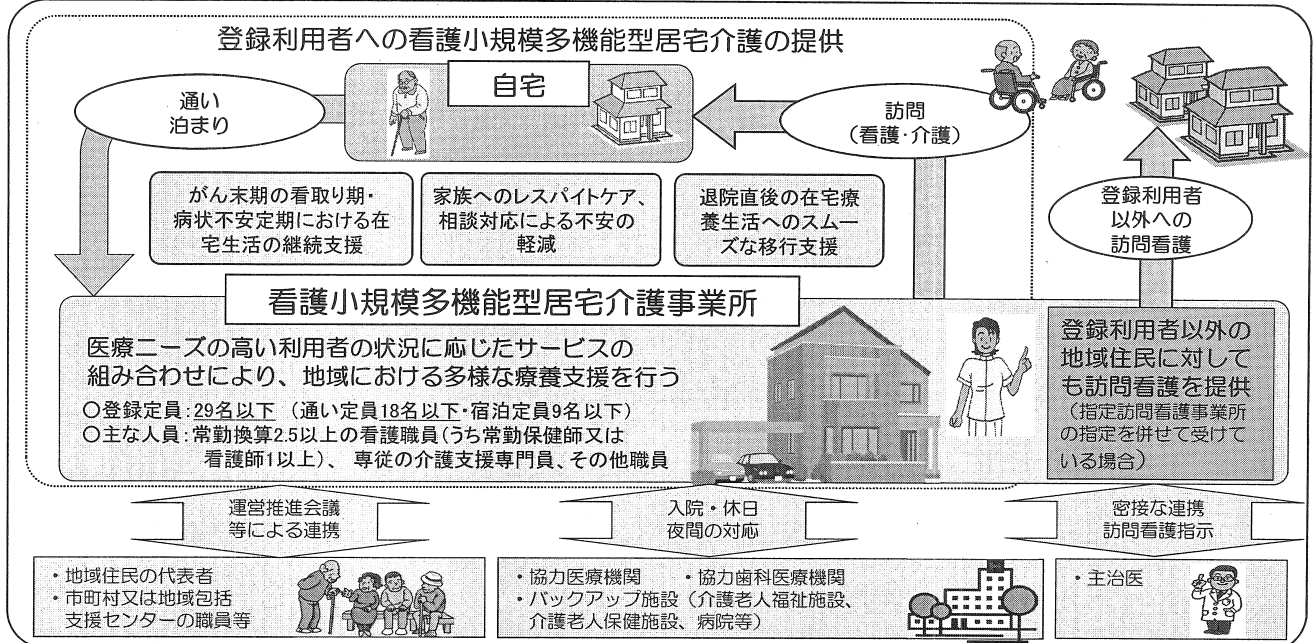 登録利用者への看護小規模多機能型居宅介護の提供
自宅
通い
泊まり
訪問
（看護・介護）
がん末期の看取り期・
病状不安定期における在
宅生活の継続支援
家族へのレスパイトケア、
相談対応による不安の
軽減
退院直後の在宅療
養生活へのスムー
ズな移行支援
登録利用者
以外への
訪問看護
看護小規模多機能型居宅介護事業所
医療ニーズの高い利用者の状況に応じたサービスの
組み合わせにより、地域における多様な療養支援を行う
○登録定員：29名以下（通い定員18名以下・宿泊定員9名以下）
○主な人員：常勤換算2.5以上の看護職員（うち常勤保健師又は
看護師1以上）、専従の介護支援専門員、その他職員
登録利用者以外の
地域住民に対して
も訪問看護を提供
（指定訪問看護事業所
の指定を併せて受けて
いる場合）
運営推進会議
等による連携
入院・休日
夜間の対応
密接な連携
訪問看護指示
・地域住民の代表者
・市町村又は地域包括
支援センターの職員等
・協力医療機関　・協力歯科医療機関
・バックアップ施設（介護老人福祉施設、
介護老人保健施設、病院等）
・主治医